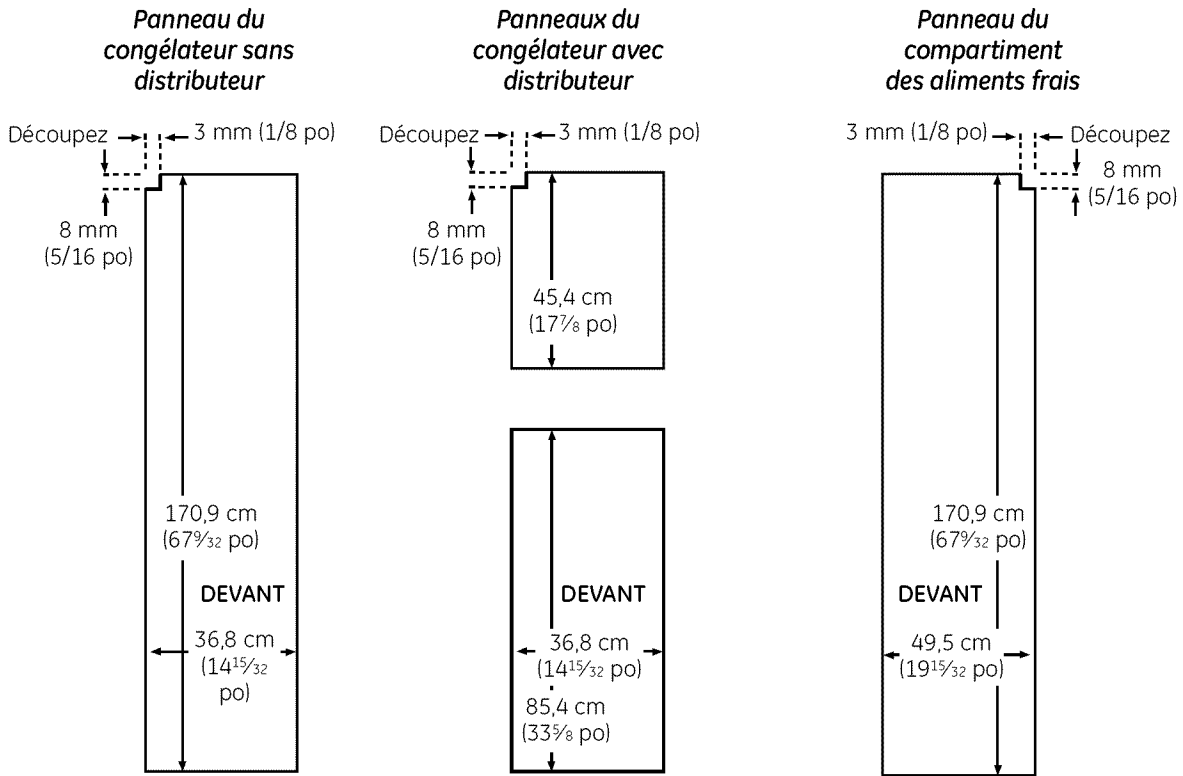 Panneau du
congélateur sans
distributeur
Découpez
3 mm (1/8 po)
8 mm
(5/16 po)
170,9 cm
(67⁹⁄₃₂ po)
DEVANT
36,8 cm
(14¹⁵⁄₃₂
po)
Panneaux du
congélateur avec
distributeur
Découpez
3 mm (1/8 po)
8 mm
(5/16 po)
45,4 cm
(17⁷⁄₈ po)
DEVANT
36,8 cm
(14¹⁵⁄₃₂ po)
85,4 cm
(33⁵⁄₈ po)
Panneau du
compartiment
des aliments frais
3 mm (1/8 po)
Découpez
8 mm
(5/16 po)
170,9 cm
(67⁹⁄₃₂ po)
DEVANT
49,5 cm
(19¹⁵⁄₃₂ po)